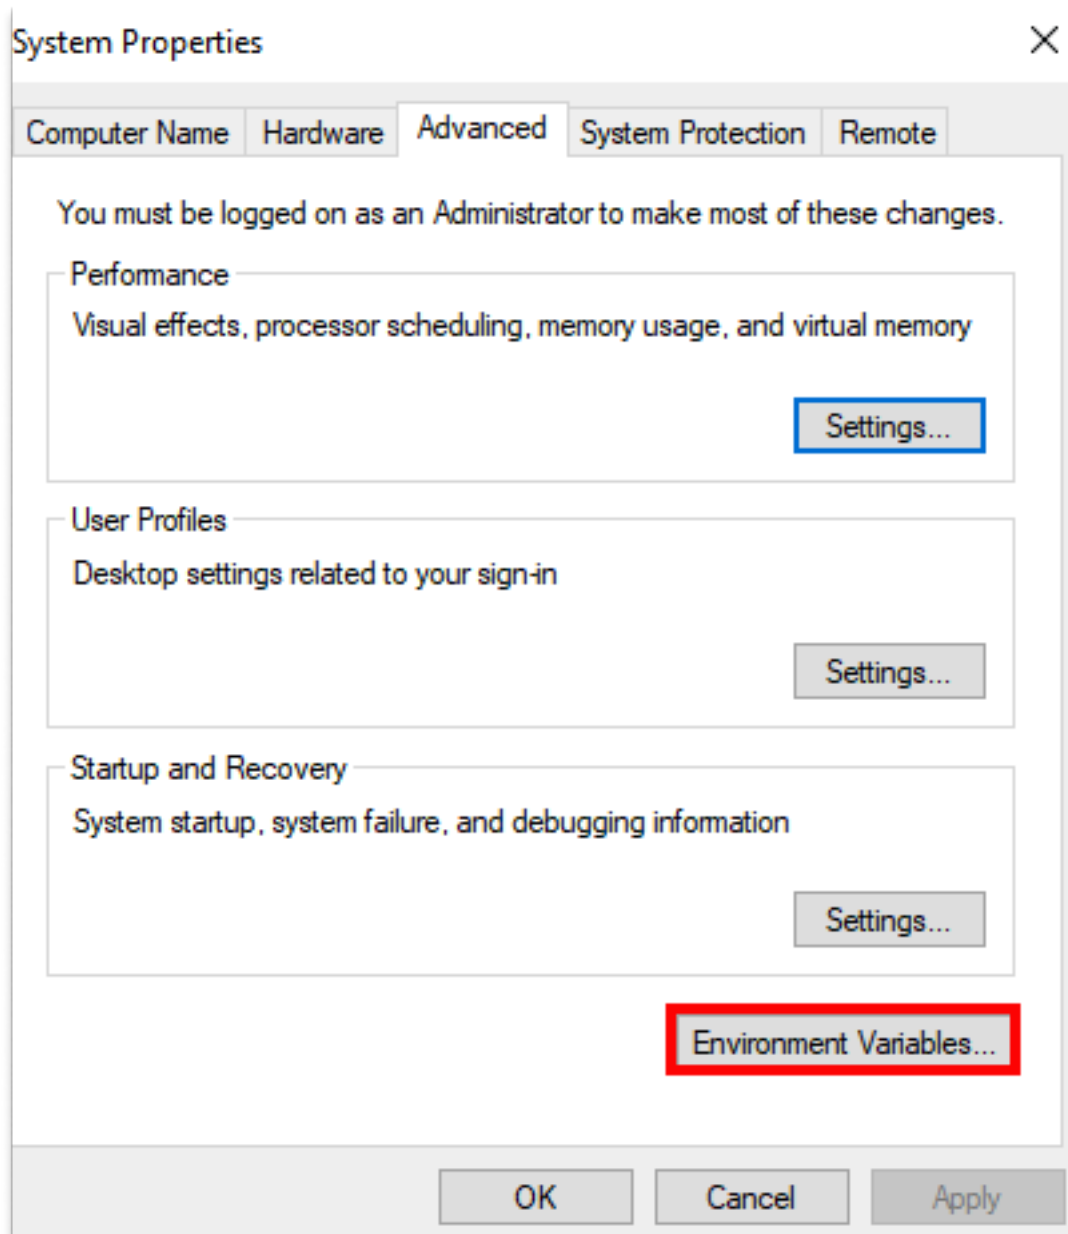 System Properties
Computer Name Hardware Advanced System Protection Remote
You must be logged on as an Administrator to make most of these changes.
Performance
Visual effects, processor scheduling, memory usage, and virtual memory
Settings...
User Profiles
Desktop settings related to your sign-in
Settings...
Startup and Recovery
System startup, system failure, and debugging information
Settings...
Environment Variables...
OK Cancel Apply